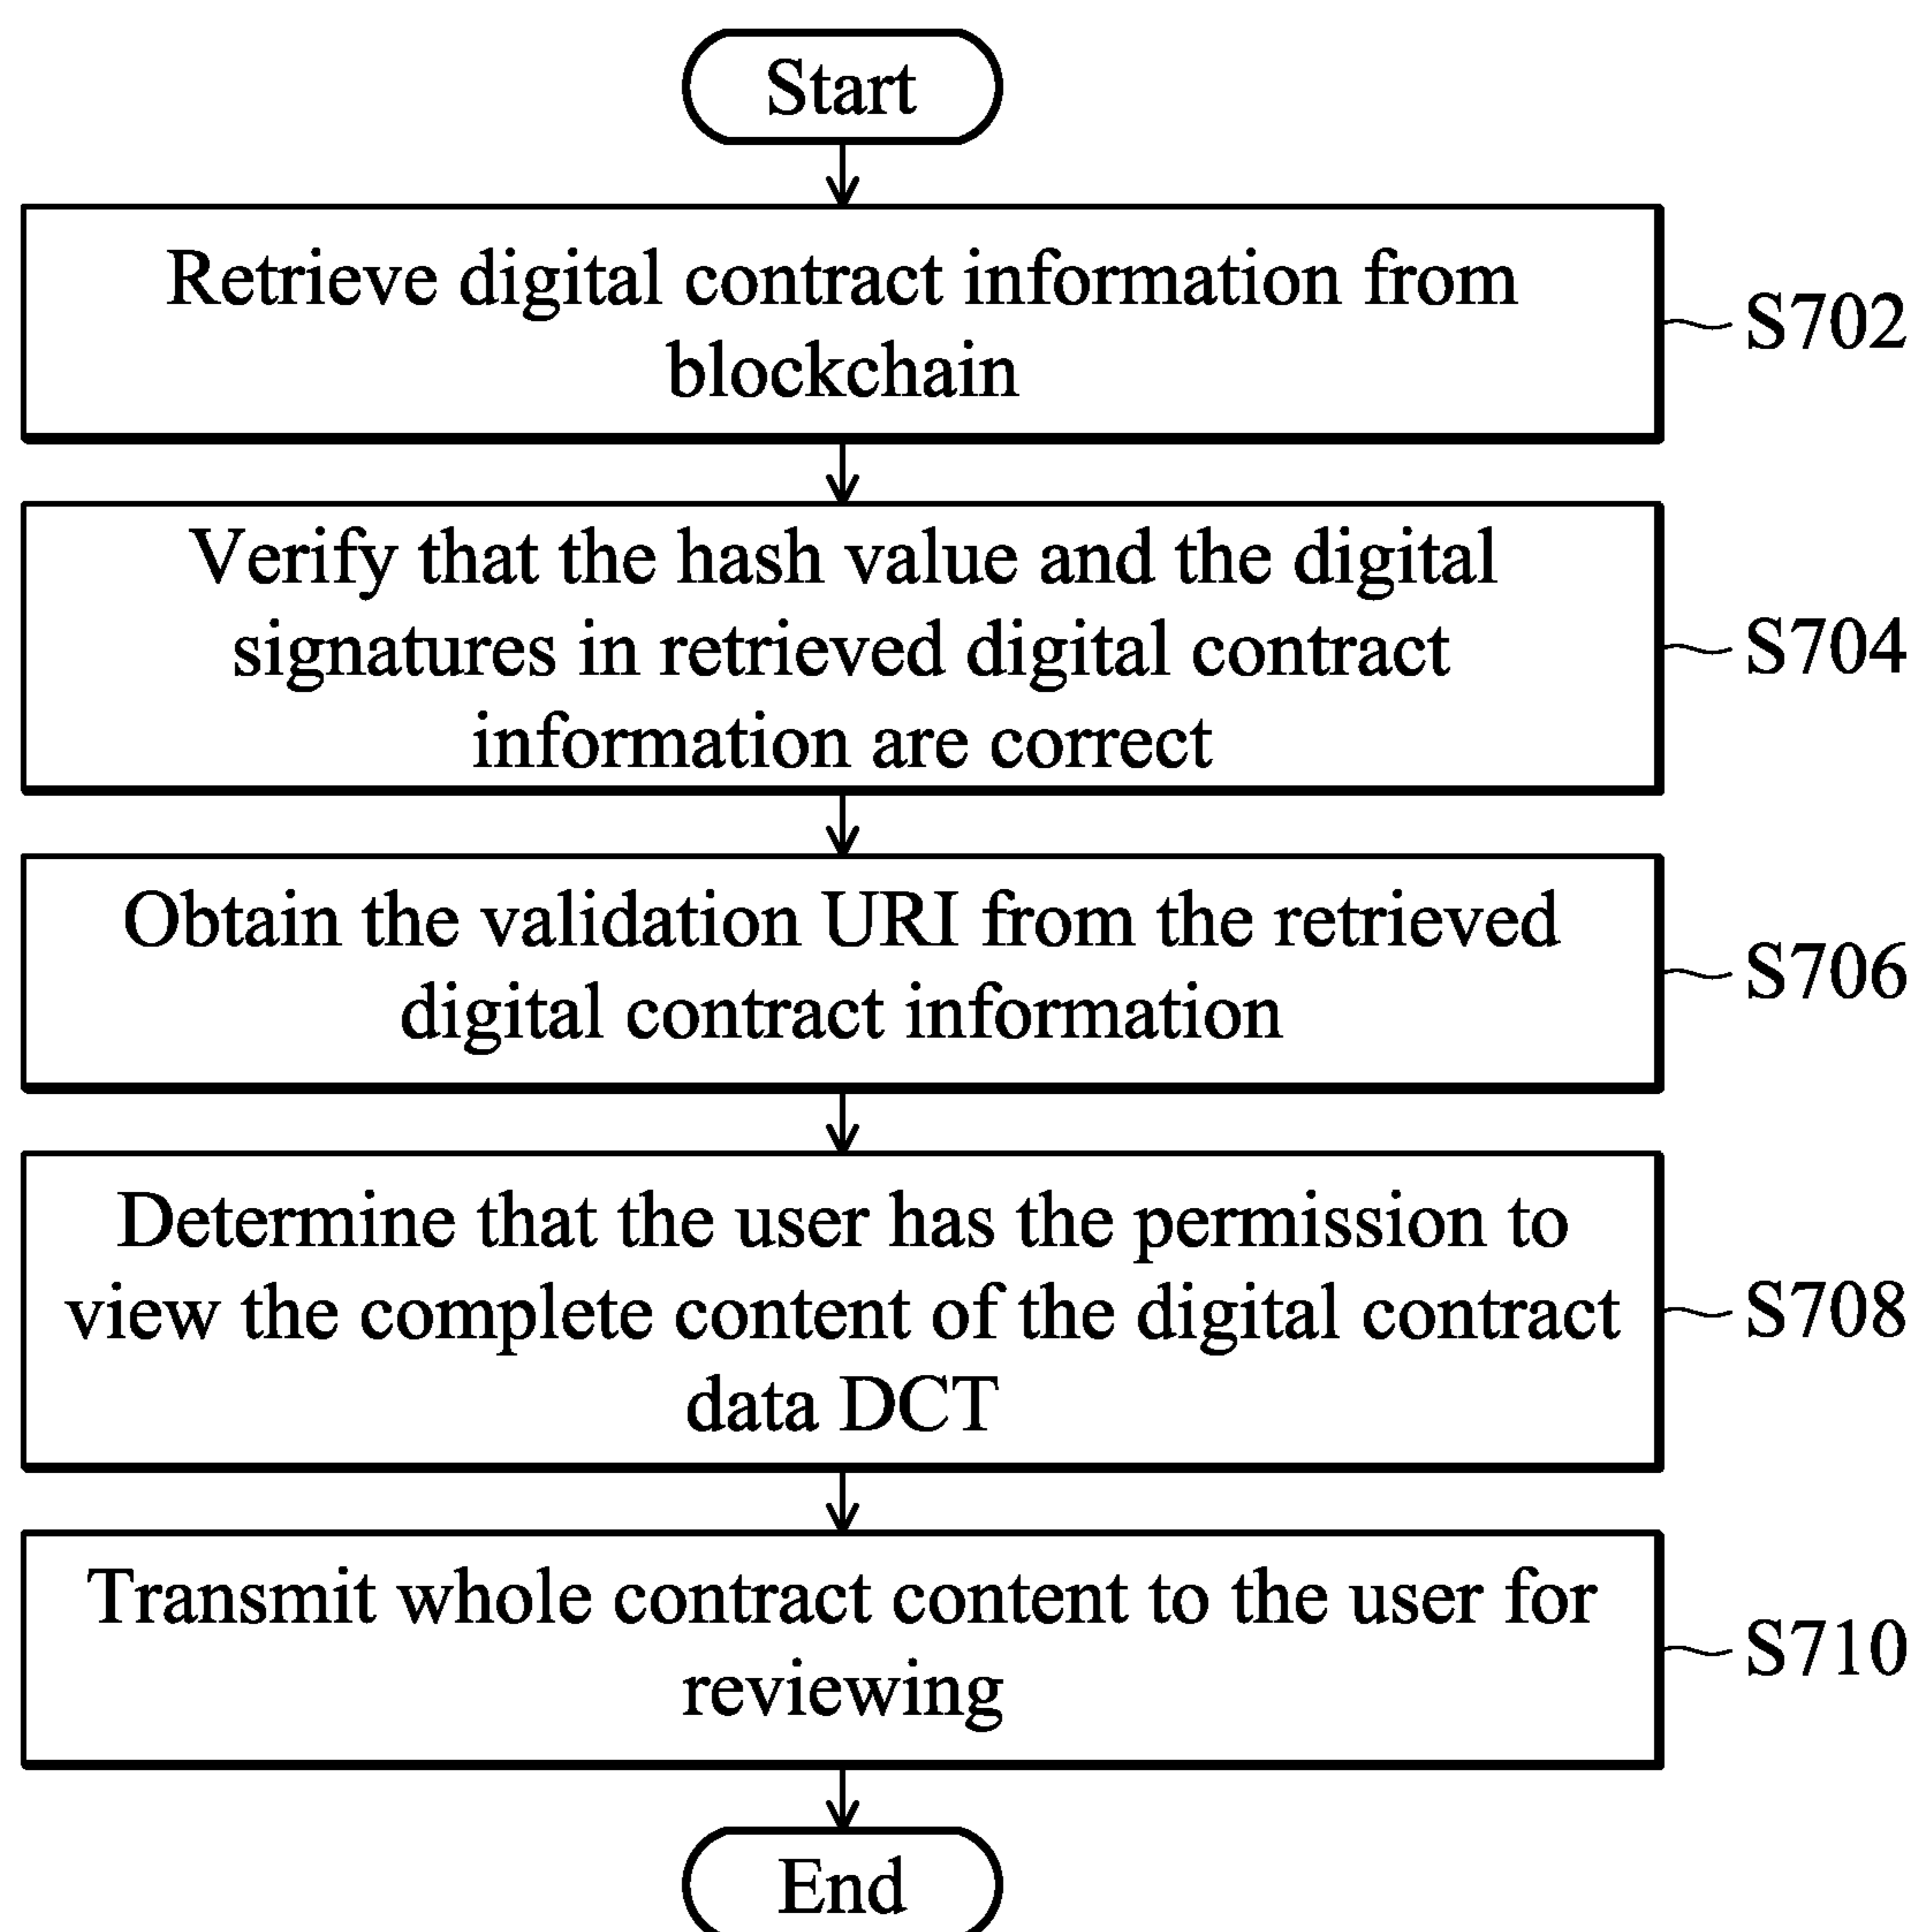 Start
Retrieve digital contract information from
blockchain
S702
Verify that the hash value and the digital
signatures in retrieved digital contract
information are correct
S704
Obtain the validation URI from the retrieved
digital contract information
S706
Determine that the user has the permission to
view the complete content of the digital contract
data DCT
S708
Transmit whole contract content to the user for
reviewing
S710
End